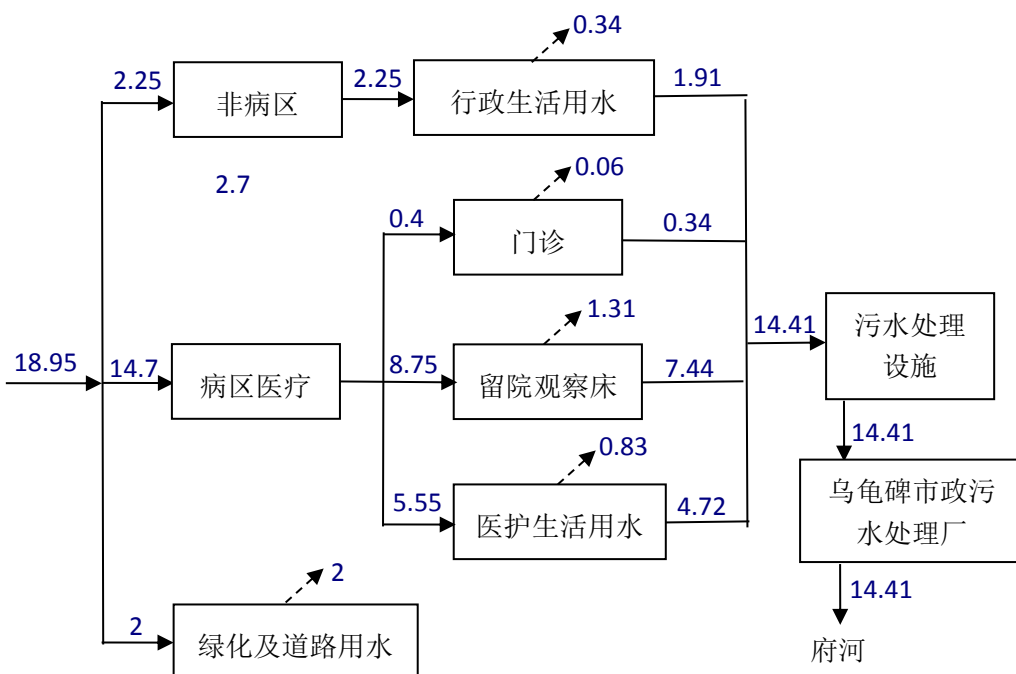 0.34
2.25
非病区
2.25
行政生活用水
1.91
2.7
0.06
0.4
门诊
0.34
1.31
18.95
14.7
病区医疗
8.75
留院观察床
7.44
14.41
污水处理
设施
14.41
0.83
5.55
医护生活用水
4.72
乌龟碑市政污
水处理厂
14.41
府河
2
2
绿化及道路用水